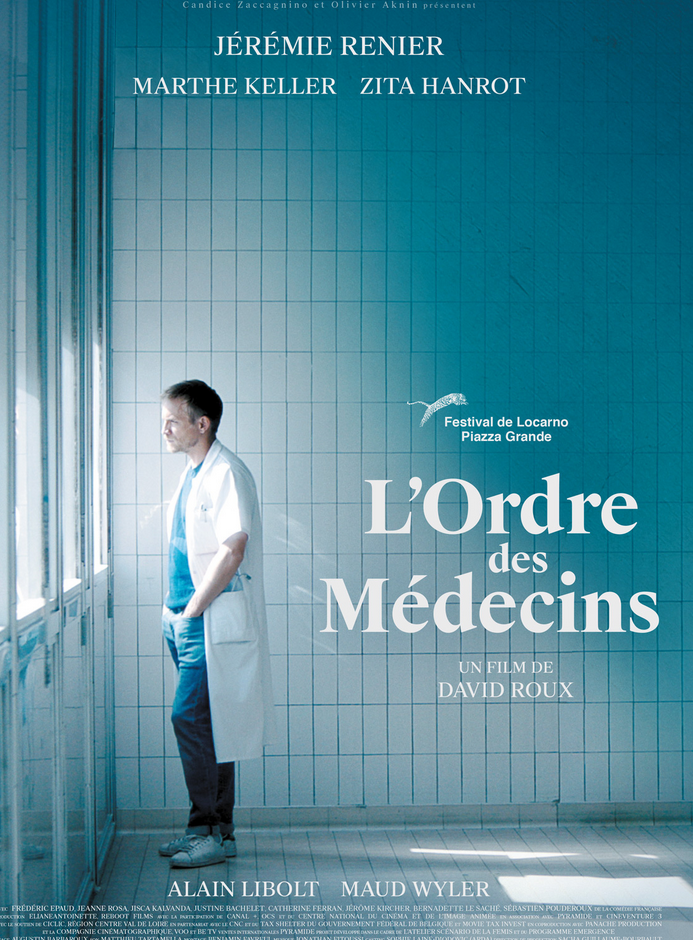 Candice Zaccagnino et Olivier Aknin présentent
JÉRÉMIE RENIER
MARTHE KELLER ZITA HANROT
Festival de Locarno
Piazza Grande
L'Ordre
des
Médecins
UN FILM DE
DAVID ROUX
ALAIN LIBOLT MAUD WYLER
FRÉDÉRIC EPAUD, JEANNE ROSA, JISCA KALVANDA, JUSTINE BACHELET, CATHERINE FERRAN, JÉRÔME KIRCHER, BERNADETTE LE SACHÉ, SÉBASTIEN POUDEROUX DE LA COMÉDIE FRANÇAISE
ELIANEANTOINETTE, REBOOT FILMS AVEC LA PARTICIPATION DE CANAL +, OCS ET DU CENTRE NATIONAL DU CINÉMA ET DE L'IMAGE ANIMÉE EN ASSOCIATION AVEC PYRAMIDE ET CINÉVENTURE 3
LE SOUTIEN DE CICLIC, RÉGION CENTRE VAL DE LOIRE EN PARTENARIAT AVEC LE CNC ET DU TAX SHELTER DU GOUVERNEMENT FÉDÉRAL DE BELGIQUE ET MOVIE TAX INVEST EN COPRODUCTION AVEC PANACHE PRODUCTION
ET LA COMPAGNIE CINÉMATOGRAPHIQUE, VOO ET BE TV VENTES INTERNATIONALES PYRAMIDE PROJET DÉVELOPPÉ DANS LE CADRE DE L'ATELIER SCÉNARIO DE LA FEMIS ET DU PROGRAMME EMERGENCE